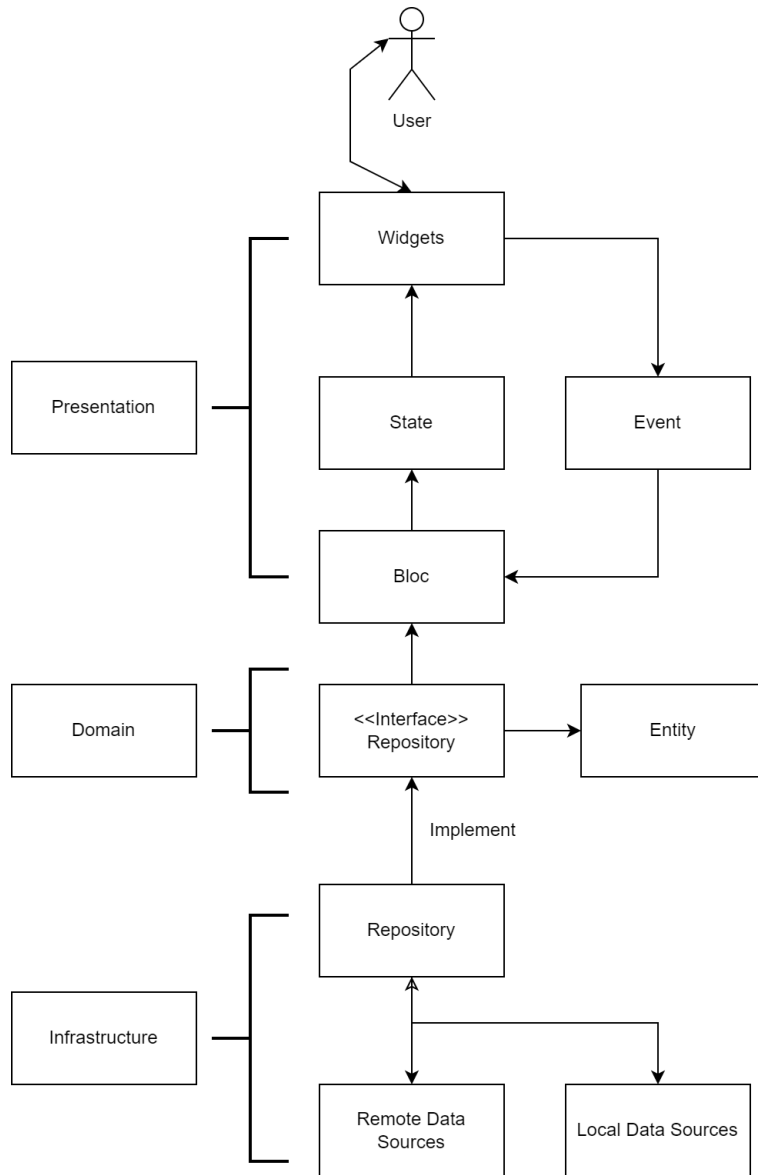 User
Widgets
Presentation
State
Event
Bloc
Domain
<<Interface>>
Repository
Entity
Implement
Repository
Infrastructure
Remote Data
Sources
Local Data Sources